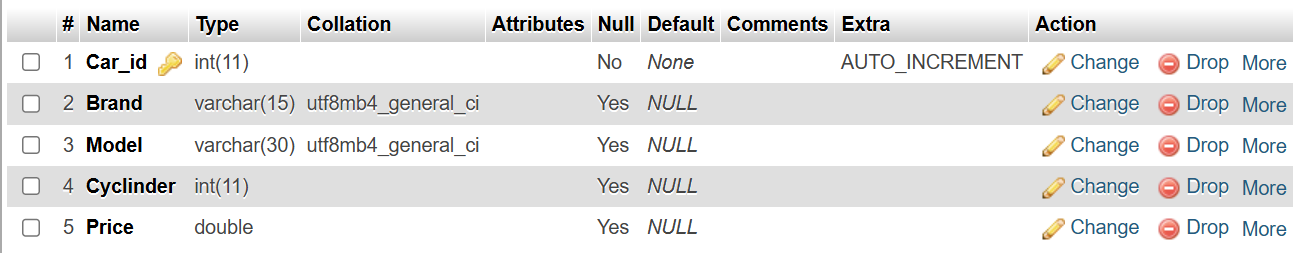 # Name Type Collation Attributes Null Default Comments Extra Action
1 Car_id int(11) No None AUTO_INCREMENT Change Drop More
2 Brand varchar(15) utf8mb4_general_ci Yes NULL Change Drop More
3 Model varchar(30) utf8mb4_general_ci Yes NULL Change Drop More
4 Cyclinder int(11) Yes NULL Change Drop More
5 Price double Yes NULL Change Drop More